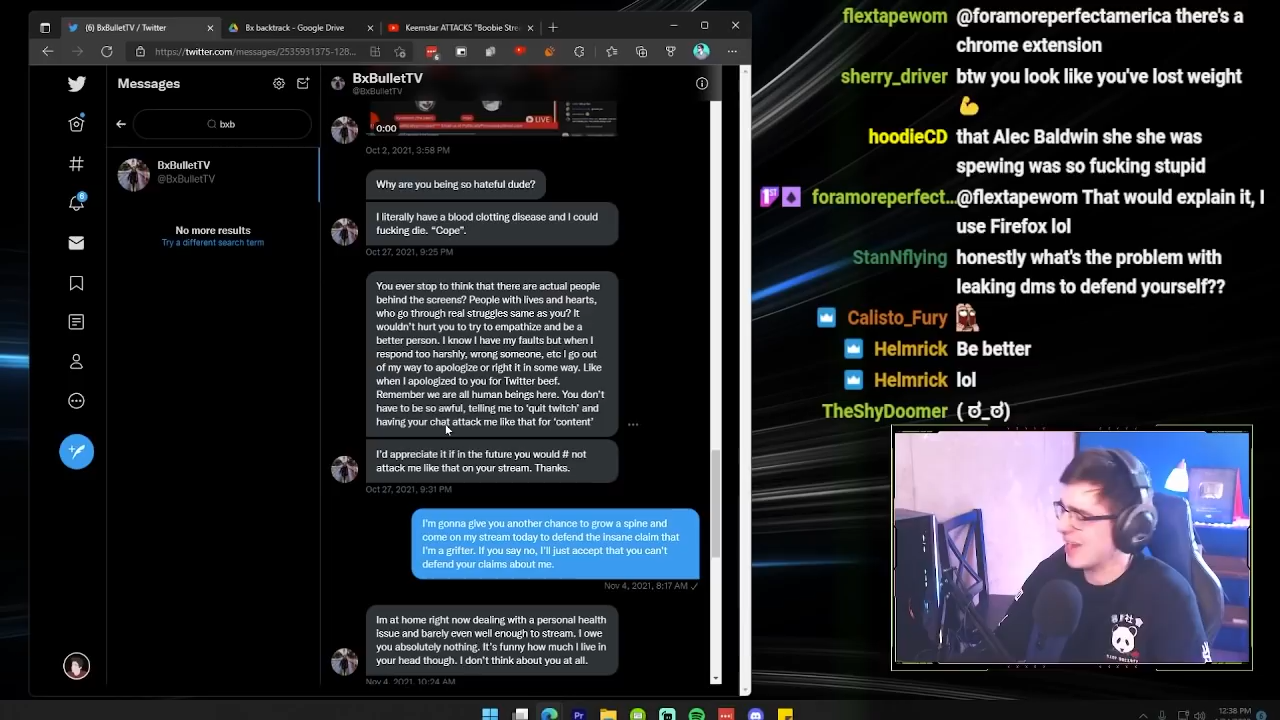 (6) BxBulletTV / Twitter
Bx backtrack - Google Drive
Keemstar ATTACKS "Boobie Stre
https://twitter.com/messages/2535931375-128...
Messages
bxb
BxBulletTV
@BxBulletTV
No more results
Try a different search term
BxBulletTV
@BxBulletTV
0:00
LIVE
Oct 2, 2021, 3:58 PM
Why are you being so hateful dude?
I literally have a blood clotting disease and I could
fucking die. “Cope”.
Oct 27, 2021, 9:25 PM
You ever stop to think that there are actual people
behind the screens? People with lives and hearts,
who go through real struggles same as you? It
wouldn’t hurt you to try to empathize and be a
better person. I know I have my faults but when I
respond too harshly, wrong someone, etc I go out
of my way to apologize or right it in some way. Like
when I apologized to you for Twitter beef.
Remember we are all human beings here. You don’t
have to be so awful, telling me to ‘quit twitch’ and
having your chat attack me like that for ‘content’
I’d appreciate it if in the future you would # not
attack me like that on your stream. Thanks.
Oct 27, 2021, 9:31 PM
I’m gonna give you another chance to grow a spine and
come on my stream today to defend the insane claim that
I’m a grifter. If you say no, I’ll just accept that you can’t
defend your claims about me.
Nov 4, 2021, 8:17 AM
Im at home right now dealing with a personal health
issue and barely even well enough to stream. I owe
you absolutely nothing. It’s funny how much I live in
your head though. I don’t think about you at all.
Nov 4, 2021, 10:24 AM
flextapewom @foramoreperfectamerica there's a
chrome extension
sherry_driver btw you look like you've lost weight
hoodieCD that Alec Baldwin she she was
spewing was so fucking stupid
1ST foramoreperfect... @flextapewom That would explain it, I
use Firefox lol
StanNflying honestly what's the problem with
leaking dms to defend yourself??
Calisto_Fury
Helmrick Be better
Helmrick lol
TheShyDoomer ( ಠ_ಠ)
Pr
12:38 PM